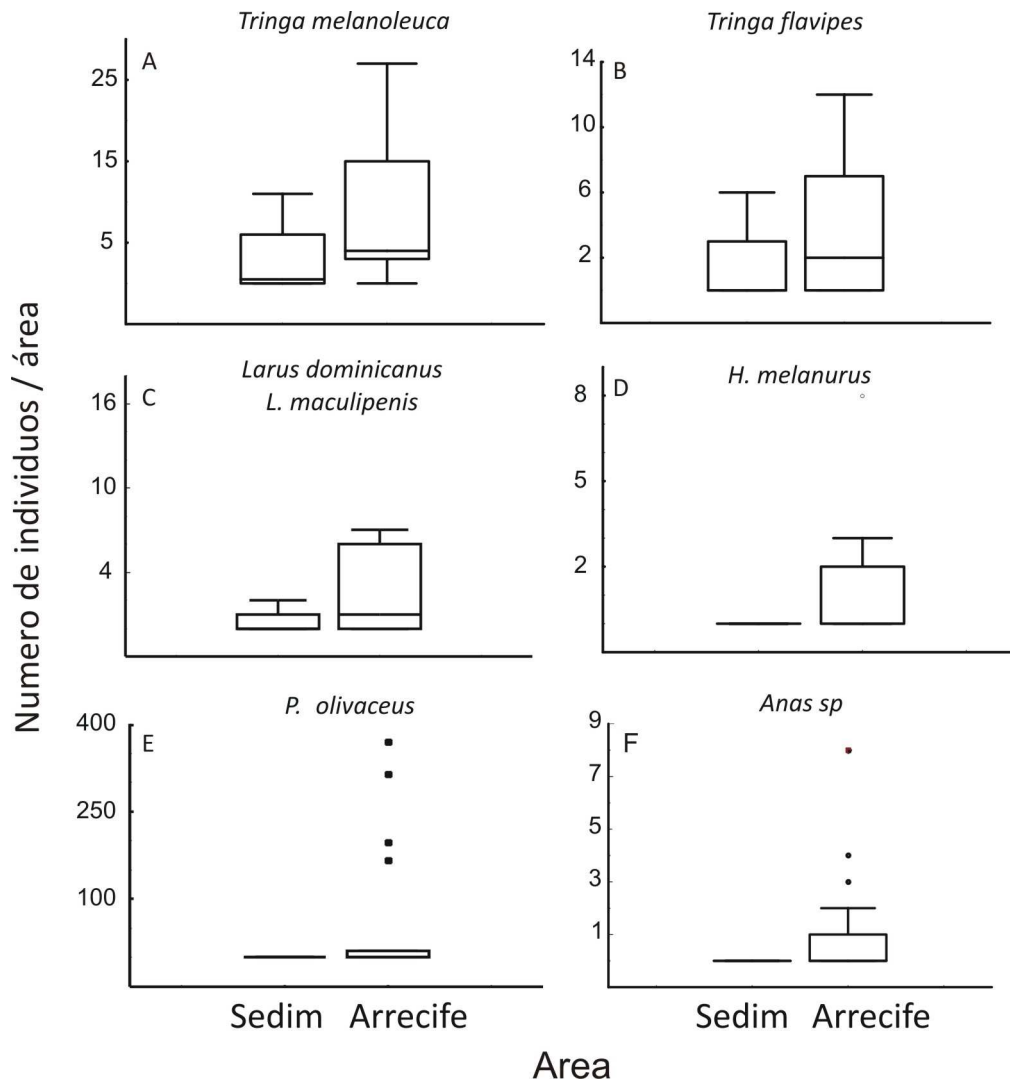 Tringa melanoleuca
A
25
15
5
Tringa flavipes
B
14
10
6
2
Larus dominicanus
L. maculipenis
C
16
10
4
H. melanurus
D
8
5
2
P. olivaceus
E
400
250
100
Anas sp
F
9
7
5
3
1
Numero de individuos / área
Sedim Arrecife
Sedim Arrecife
Area